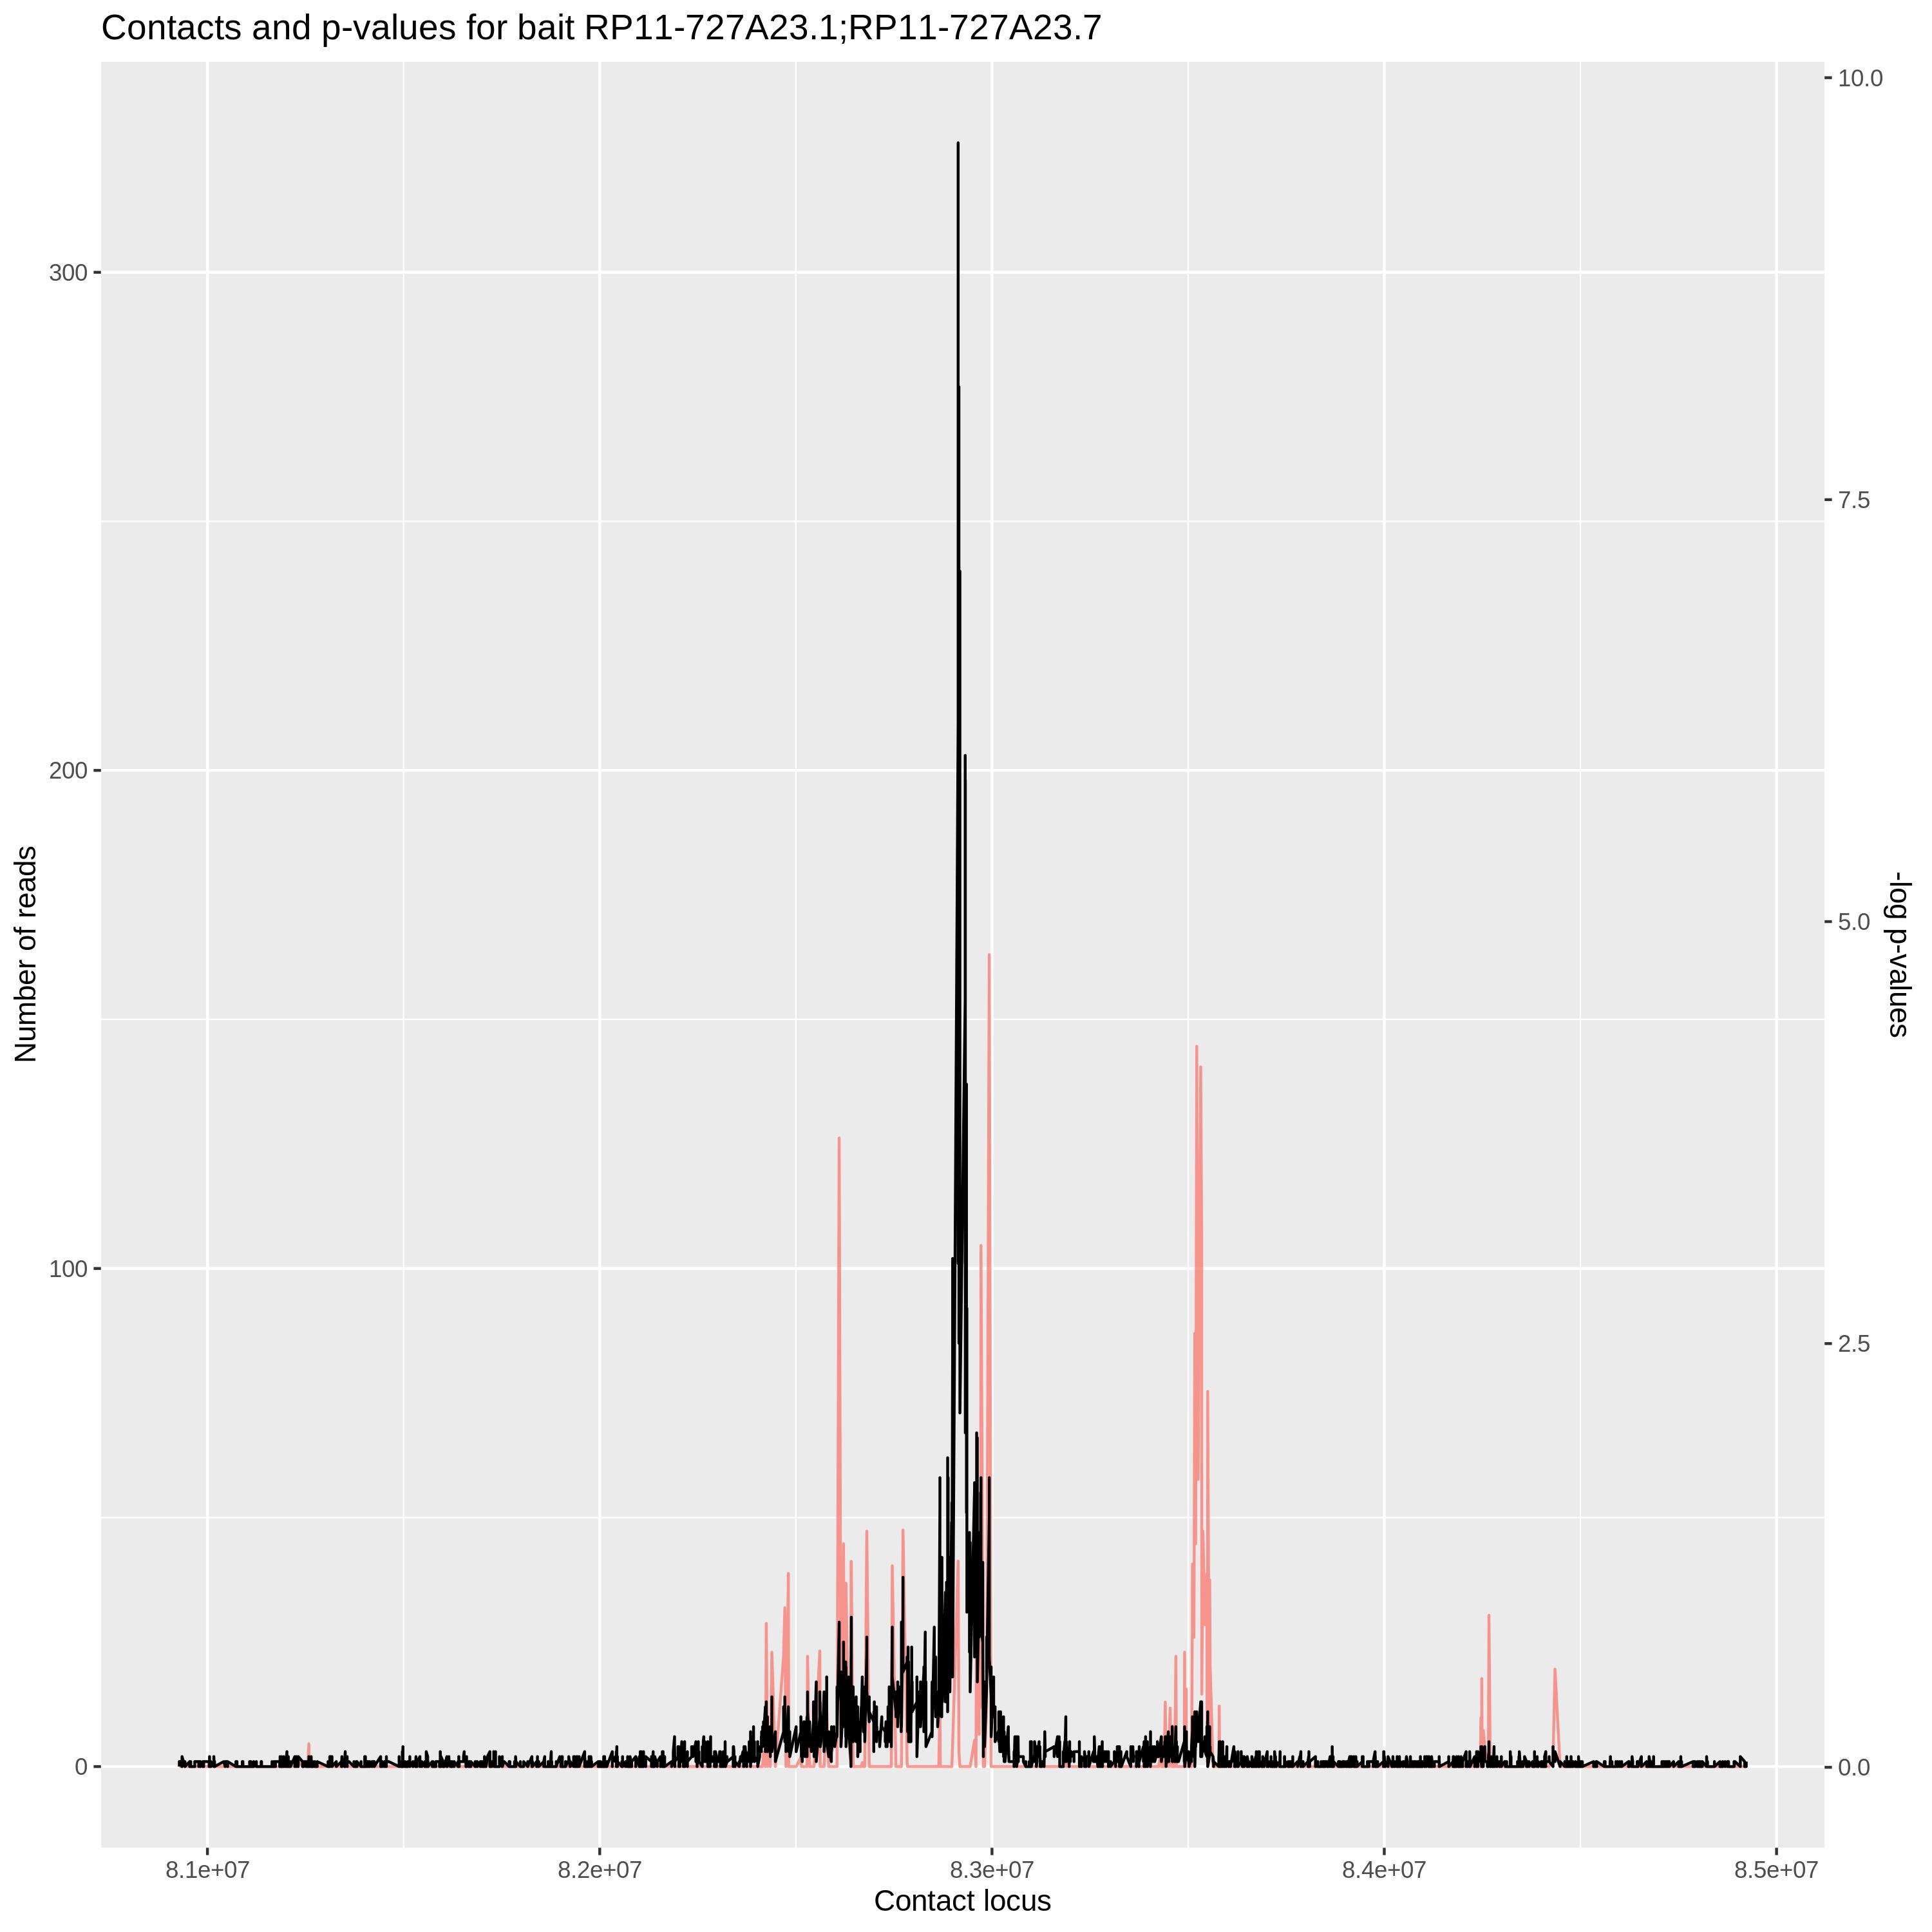 Contacts and p-values for bait RP11-727A23.1;RP11-727A23.7
10.0
300
7.5
200
5.0
Number of reads
-log p-values
100
2.5
0
0.0
8.1e+07 8.2e+07 8.3e+07 8.4e+07 8.5e+07
Contact locus